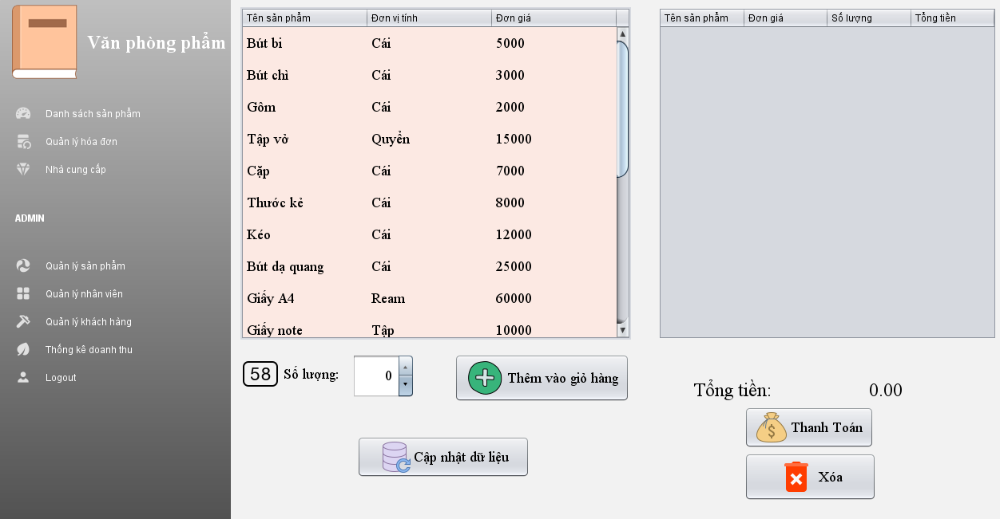 Văn phòng phẩm
Danh sách sản phẩm
Quản lý hóa đơn
Nhà cung cấp
ADMIN
Quản lý sản phẩm
Quản lý nhân viên
Quản lý khách hàng
Thống kê doanh thu
Logout
Tên sản phẩm Đơn vị tính Đơn giá
Bút bi Cái 5000
Bút chì Cái 3000
Gôm Cái 2000
Tập vở Quyển 15000
Cặp Cái 7000
Thước kẻ Cái 8000
Kéo Cái 12000
Bút dạ quang Cái 25000
Giấy A4 Ream 60000
Giấy note Tập 10000
58 Số lượng: 0 Thêm vào giỏ hàng
Cập nhật dữ liệu
Tên sản phẩm Đơn giá Số lượng Tổng tiền
Tổng tiền: 0.00
$ Thanh Toán
Xóa